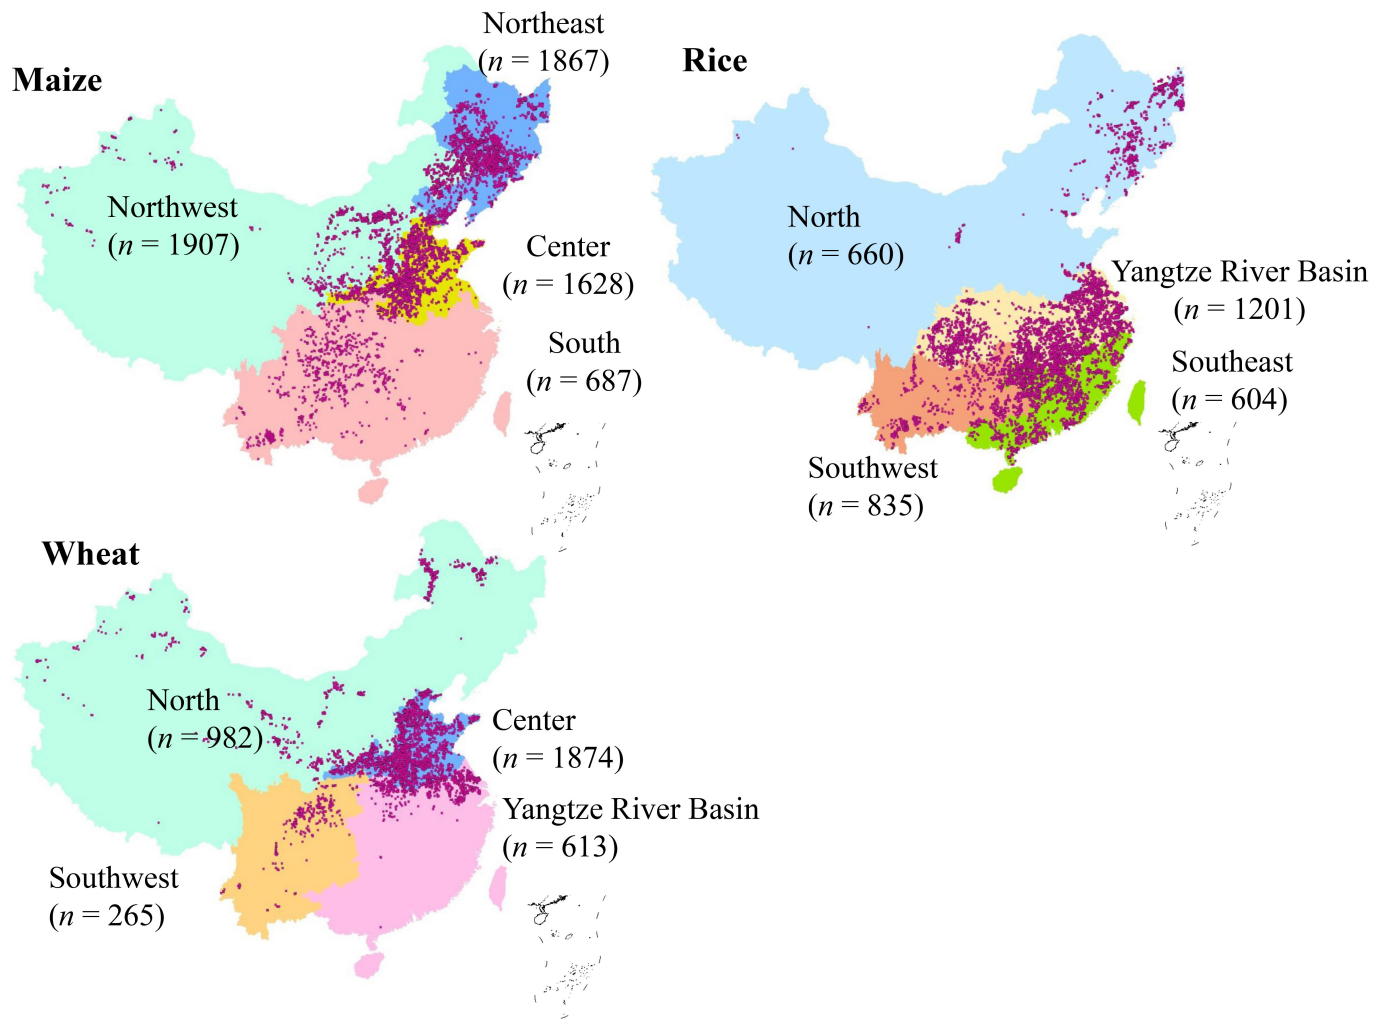 Maize
Northeast
(n = 1867)
Northwest
(n = 1907)
Center
(n = 1628)
South
(n = 687)
Rice
North
(n = 660)
Yangtze River Basin
(n = 1201)
Southeast
(n = 604)
Southwest
(n = 835)
Wheat
North
(n = 982)
Center
(n = 1874)
Yangtze River Basin
(n = 613)
Southwest
(n = 265)